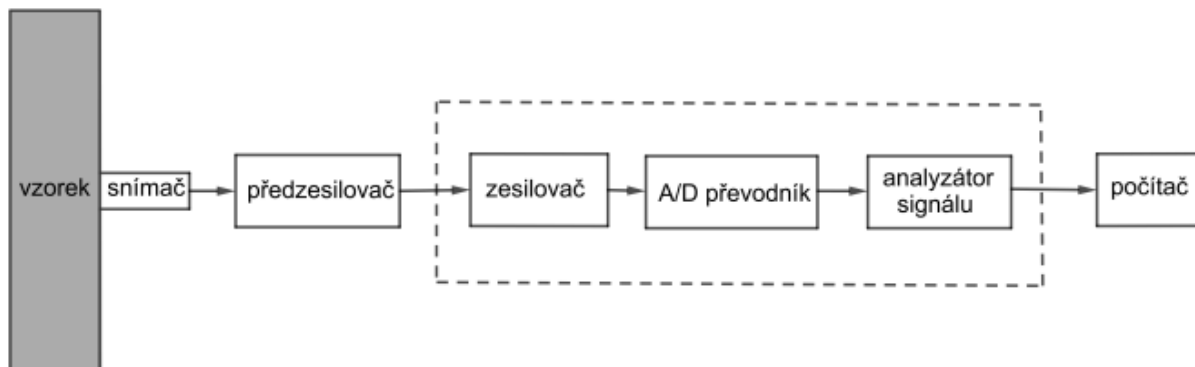 vzorek
snímač
předzesilovač
zesilovač
A/D převodník
analyzátor
signálu
počítač